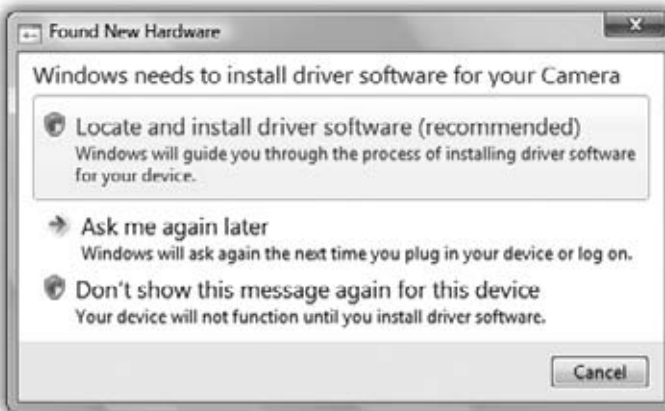 Found New Hardware
Windows needs to install driver software for your Camera
Locate and install driver software (recommended)
Windows will guide you through the process of installing driver software
for your device.
Ask me again later
Windows will ask again the next time you plug in your device or log on.
Don't show this message again for this device
Your device will not function until you install driver software.
Cancel